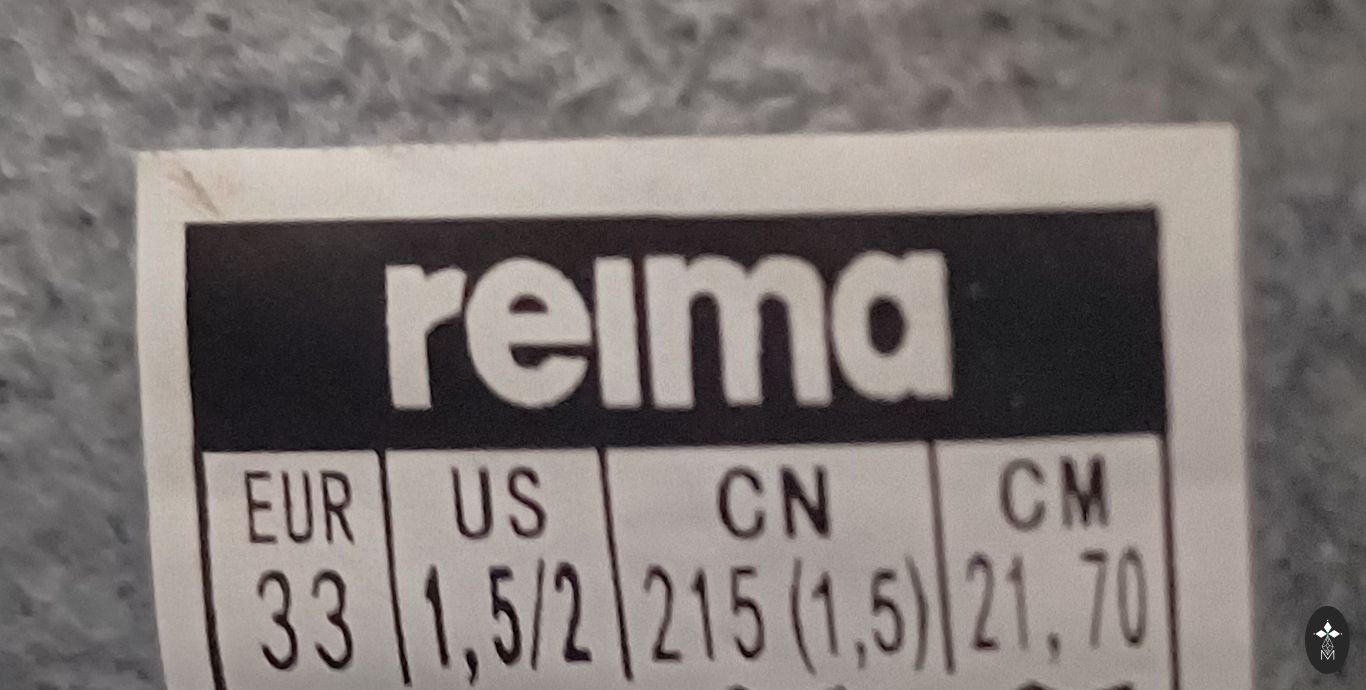 reima
EUR US CN CM
33 1,5/2 215 (1,5) 21,70
M